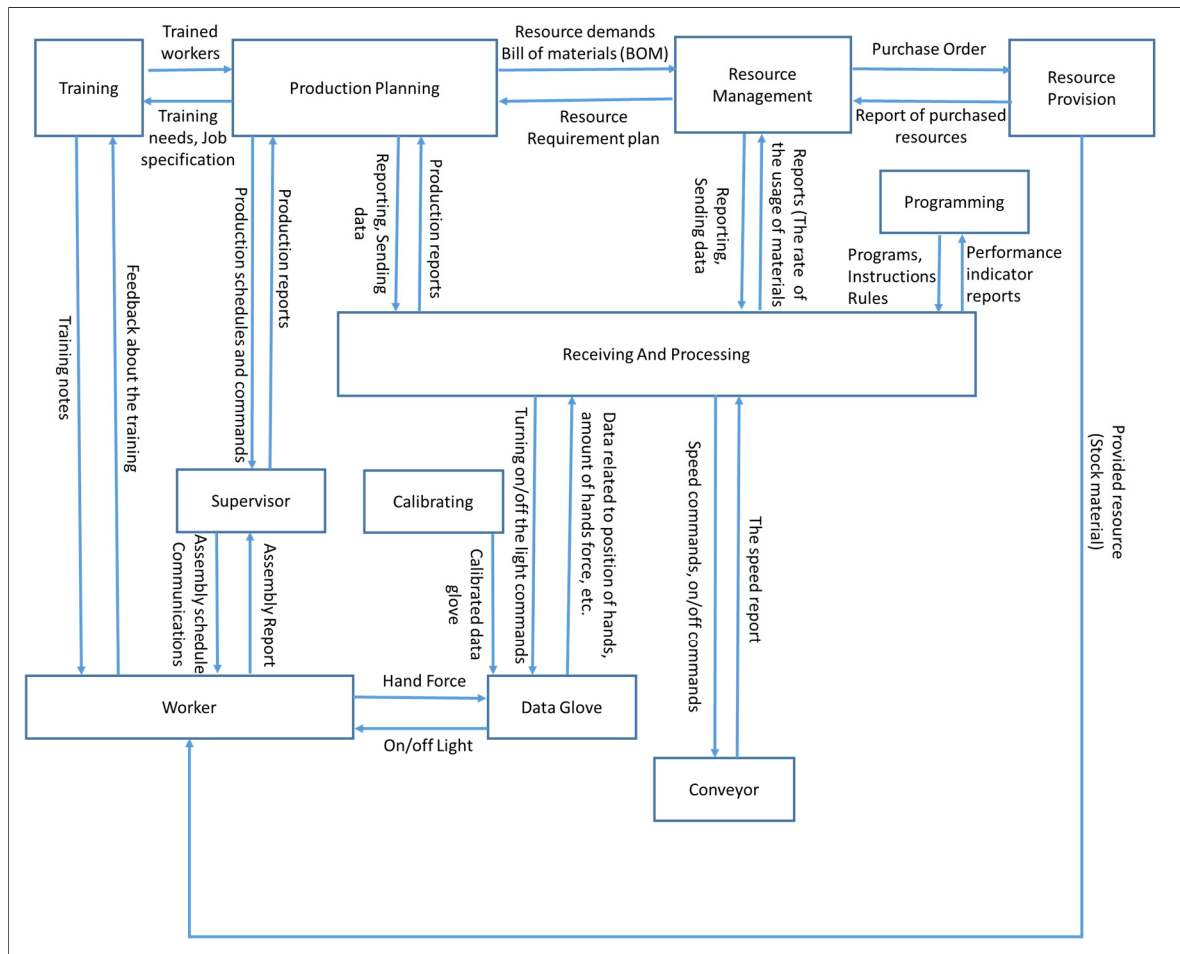 Trained
workers
Resource demands
Bill of materials (BOM)
Purchase Order
Training
Production Planning
Resource
Management
Resource
Provision
Training
needs, Job
specification
Resource
Requirement plan
Report of purchased
resources
Production schedules and commands
Production reports
Reporting, Sending
data
Production reports
Reporting,
Sending data
Reports (The rate of
the usage of materials
Programming
Programs,
Instructions
Rules
Performance
indicator
reports
Training notes
Feedback about the training
Receiving And Processing
Provided resource
(Stock material)
Supervisor
Calibrating
Turning on/off the light commands
Data related to position of hands,
amount of hands force, etc.
Speed commands, on/off commands
The speed report
Assembly schedule
Communications
Assembly Report
Calibrated data
glove
Worker
Hand Force
Data Glove
On/off Light
Conveyor